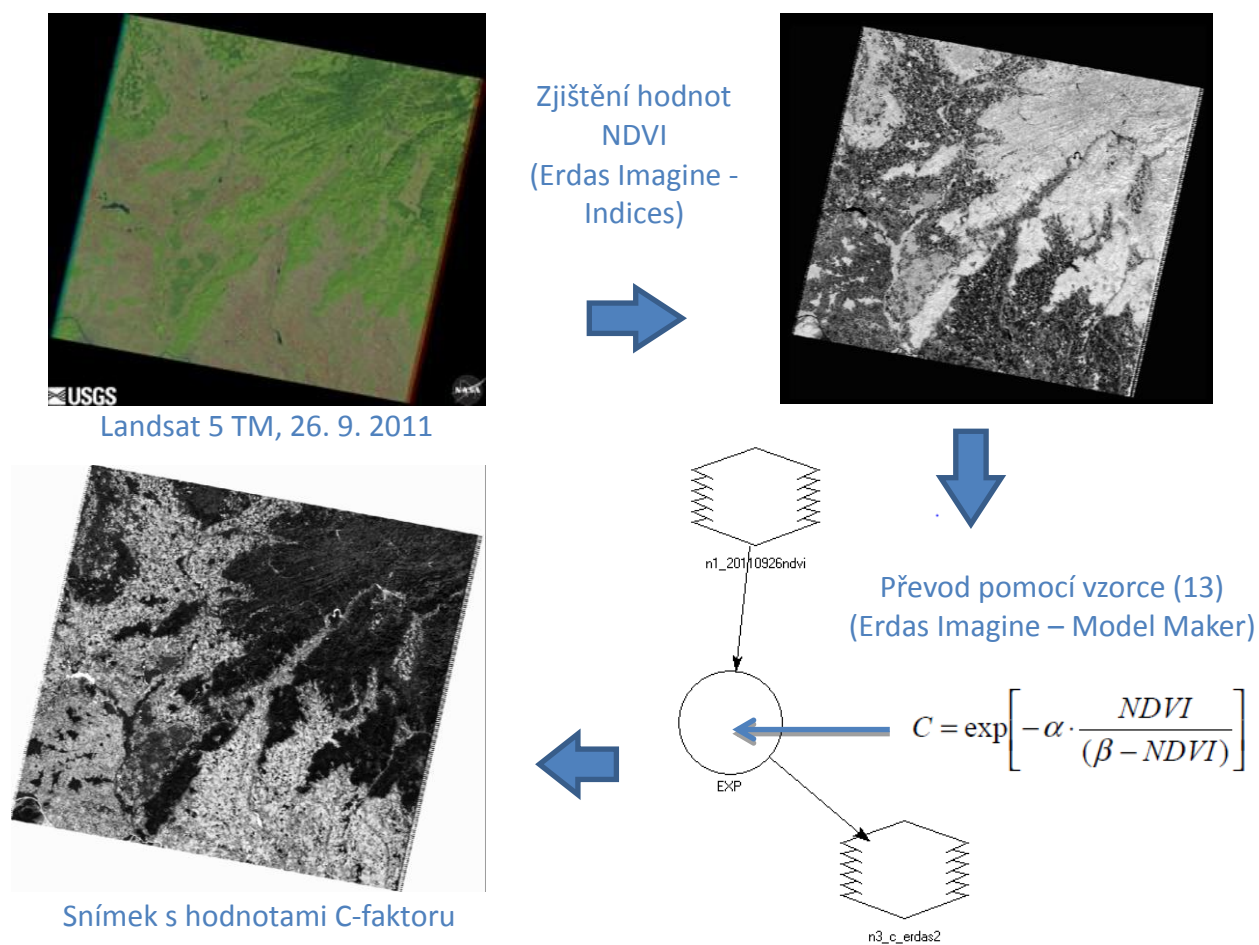 Zjištění hodnot
NDVI
(Erdas Imagine -
Indices)
USGS
NASA
Landsat 5 TM, 26. 9. 2011
n1_20110926ndvi
Převod pomocí vzorce (13)
(Erdas Imagine – Model Maker)
C = exp[-α · NDVI / (β - NDVI)]
EXP
Snímek s hodnotami C-faktoru
n3_c_erdas2